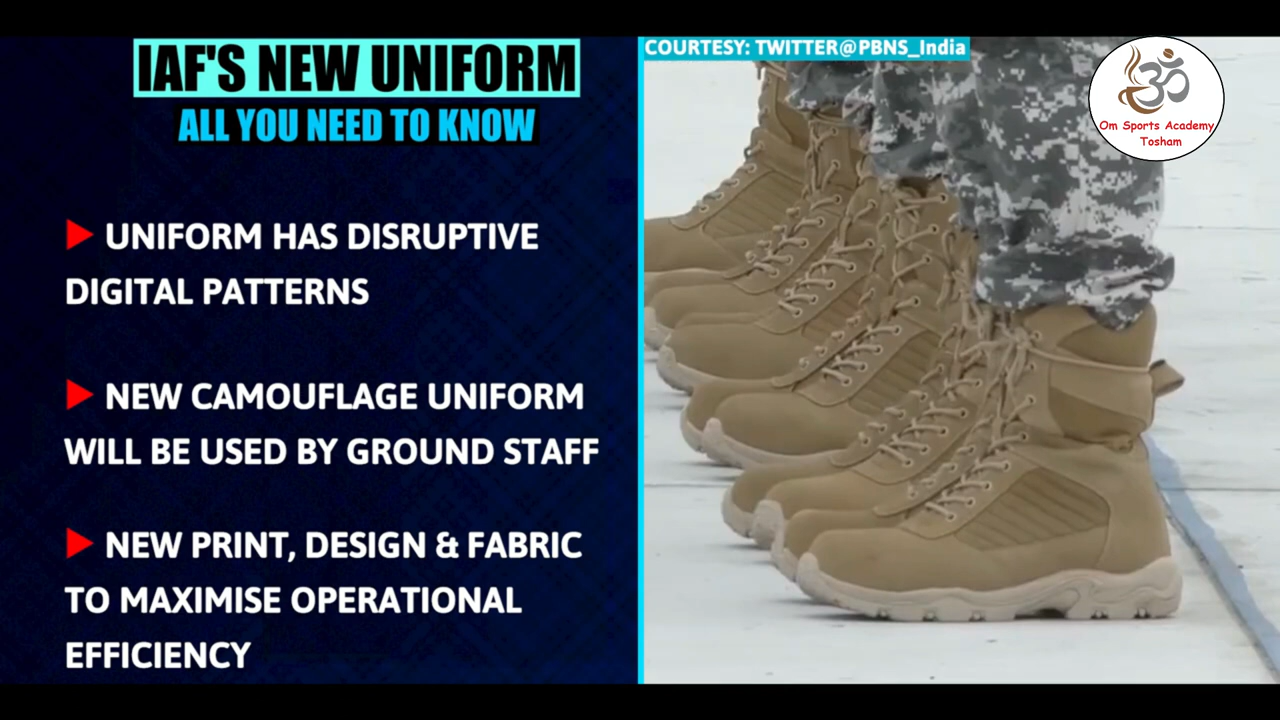 IAF'S NEW UNIFORM
ALL YOU NEED TO KNOW
UNIFORM HAS DISRUPTIVE
DIGITAL PATTERNS
NEW CAMOUFLAGE UNIFORM
WILL BE USED BY GROUND STAFF
NEW PRINT, DESIGN & FABRIC
TO MAXIMISE OPERATIONAL
EFFICIENCY
COURTESY: TWITTER@PBNS_India
ॐ
Om Sports Academy
Tosham